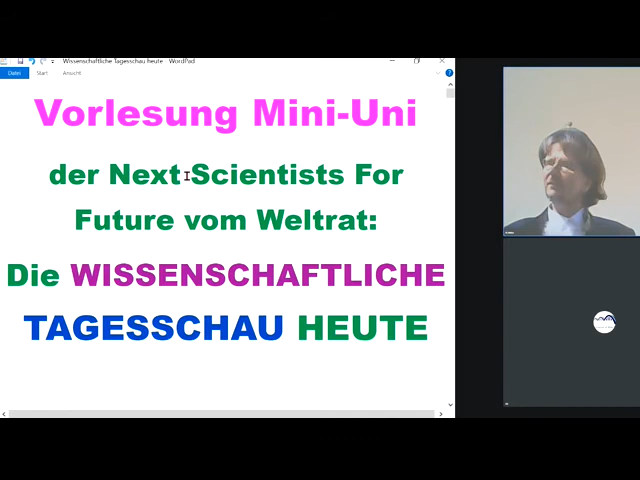 Wissenschaftliche Tagesschau heute - WordPad
Datei Start Ansicht
Vorlesung Mini-Uni
der Next Scientists For
Future vom Weltrat:
Die WISSENSCHAFTLICHE
TAGESSCHAU HEUTE